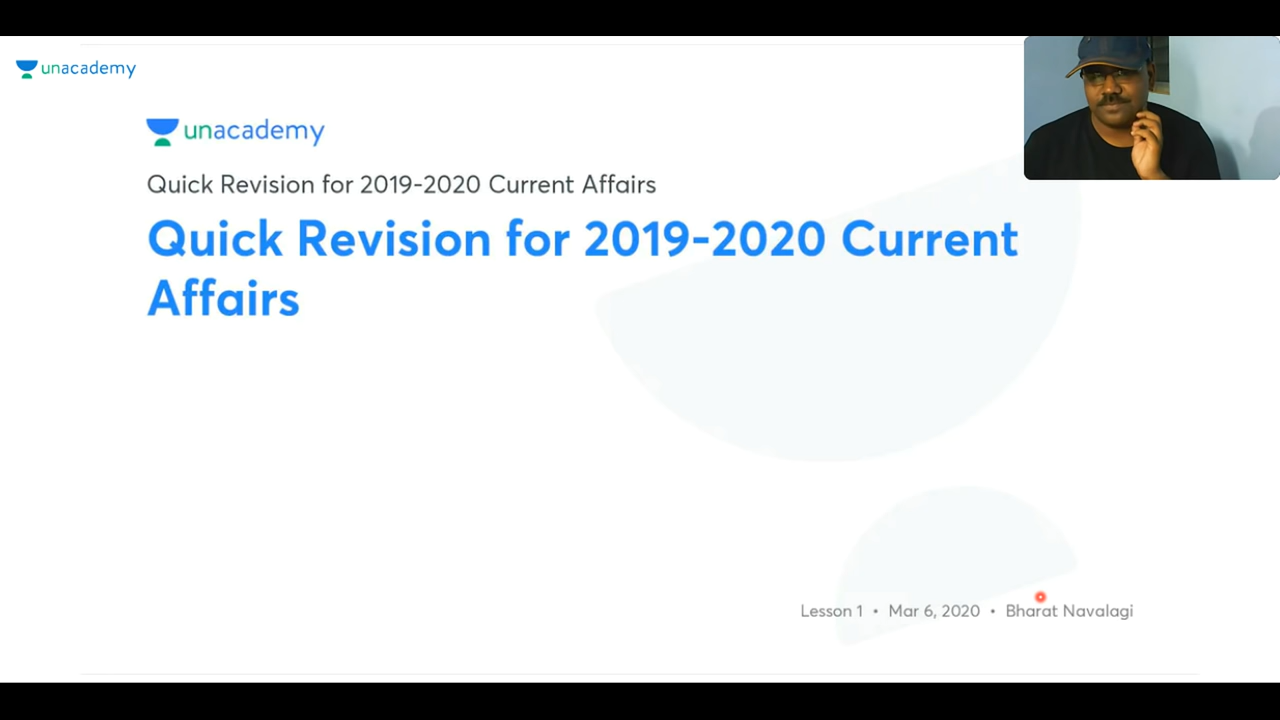 unacademy
unacademy
Quick Revision for 2019-2020 Current Affairs
Quick Revision for 2019-2020 Current
Affairs
Lesson 1 • Mar 6, 2020 • Bharat Navalagi